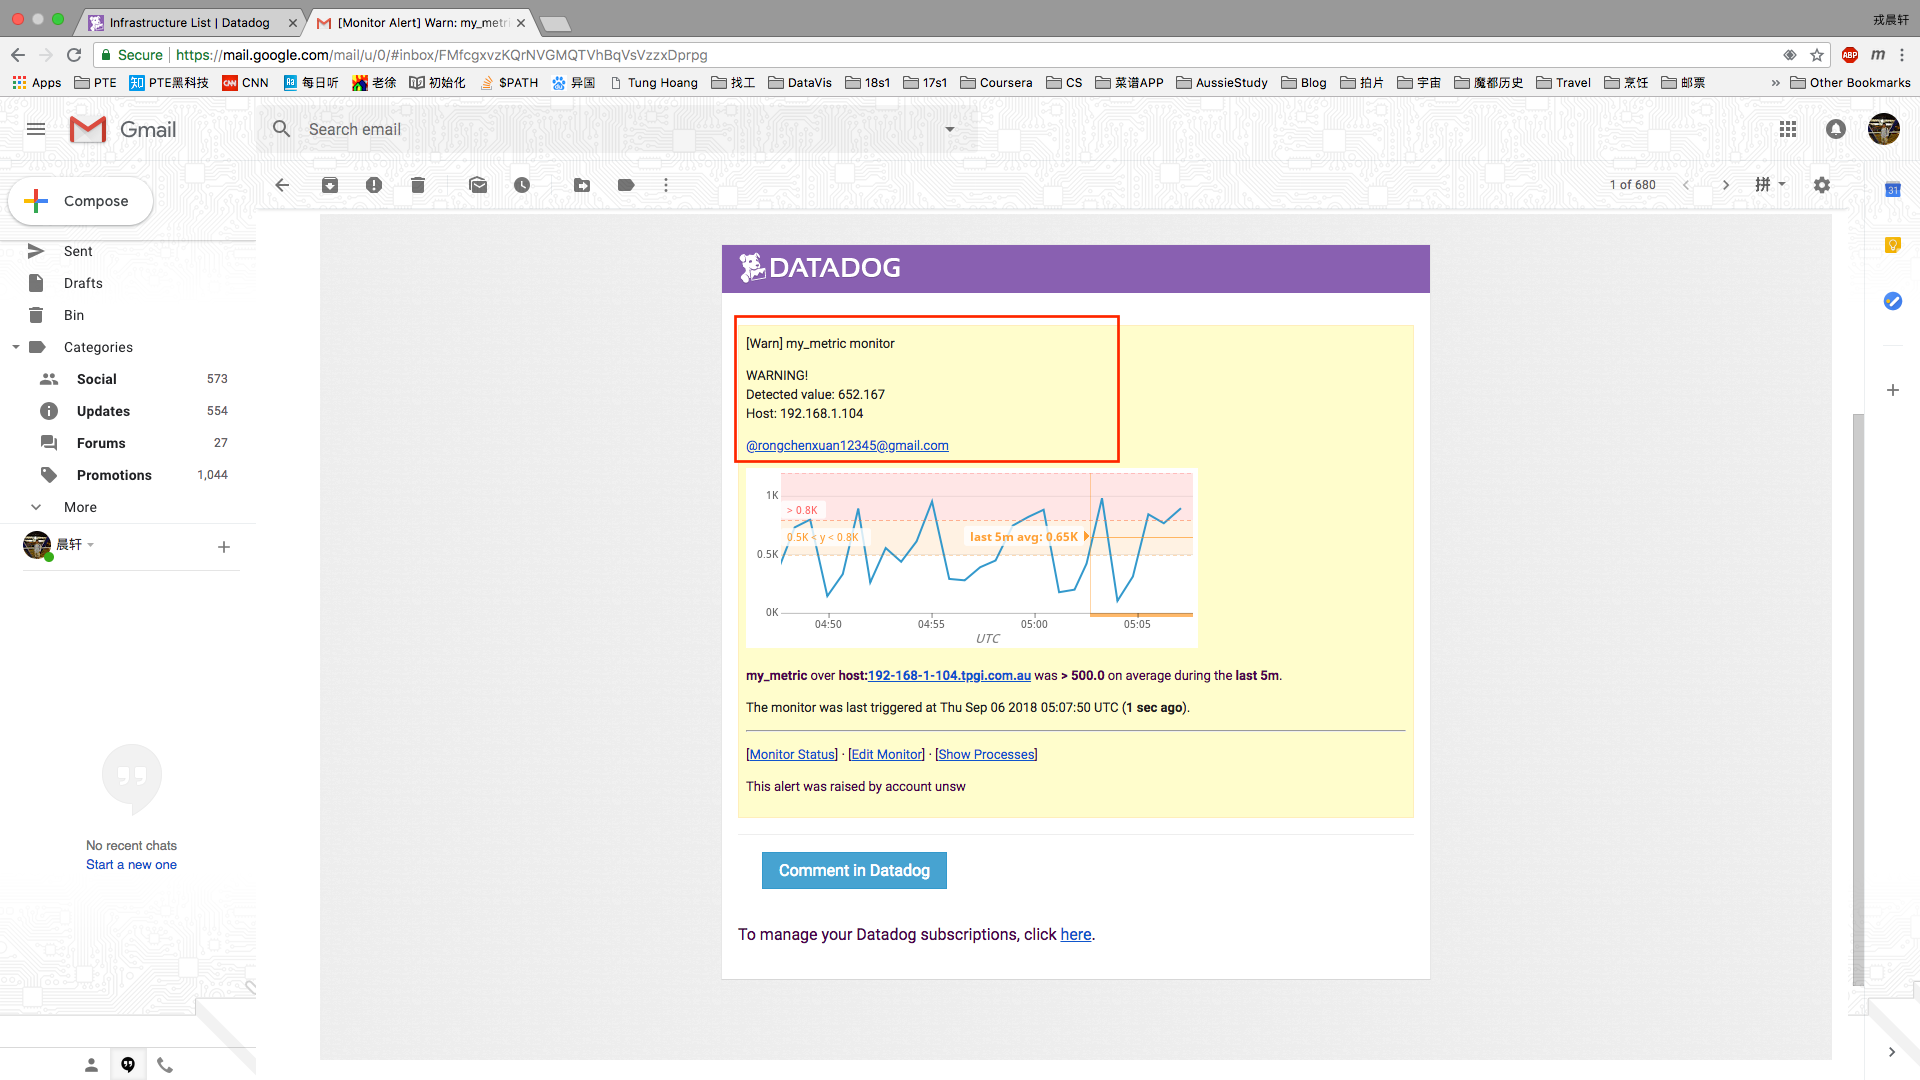 Infrastructure List | Datadog
[Monitor Alert] Warn: my_metri
戎晨轩
Secure
https://mail.google.com/mail/u/0/#inbox/FMfcgxvzKQrNVGMQTVhBqVsVzzxDprpg
ABP
m
Apps
PTE
知 PTE黑科技
CNN CNN
每日听
老徐
初始化
$PATH
异国
Tung Hoang
找工
DataVis
18s1
17s1
Coursera
CS
菜谱APP
AussieStudy
Blog
拍片
宇宙
魔都历史
Travel
烹饪
邮票
»
Other Bookmarks
Gmail
Search email
Compose
1 of 680
拼
31
Sent
Drafts
Bin
Categories
Social 573
Updates 554
Forums 27
Promotions 1,044
More
晨轩
No recent chats
Start a new one
DATADOG
[Warn] my_metric monitor
WARNING!
Detected value: 652.167
Host: 192.168.1.104
@rongchenxuan12345@gmail.com
1K
> 0.8K
0.5K < y < 0.8K
last 5m avg: 0.65K
0.5K
0K
04:50 04:55 05:00 05:05
UTC
my_metric over host:192-168-1-104.tpgi.com.au was > 500.0 on average during the last 5m.
The monitor was last triggered at Thu Sep 06 2018 05:07:50 UTC (1 sec ago).
[Monitor Status] · [Edit Monitor] · [Show Processes]
This alert was raised by account unsw
Comment in Datadog
To manage your Datadog subscriptions, click here.